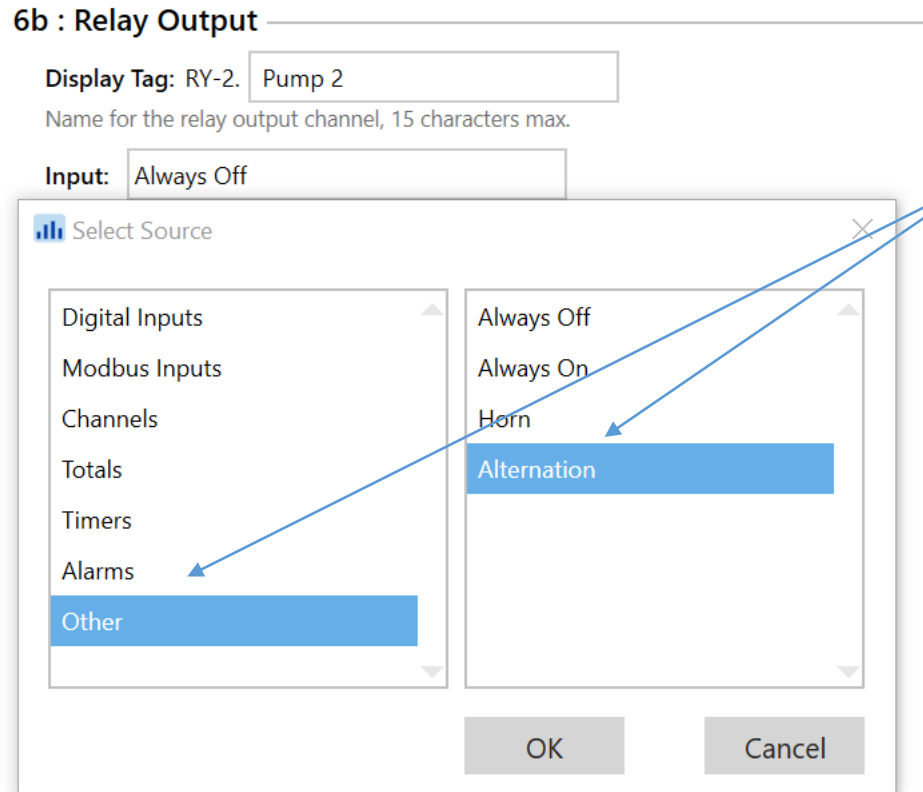 6b : Relay Output
Display Tag: RY-2. Pump 2
Name for the relay output channel, 15 characters max.
Input: Always Off
Select Source
Digital Inputs
Modbus Inputs
Channels
Totals
Timers
Alarms
Other
Always Off
Always On
Horn
Alternation
OK
Cancel